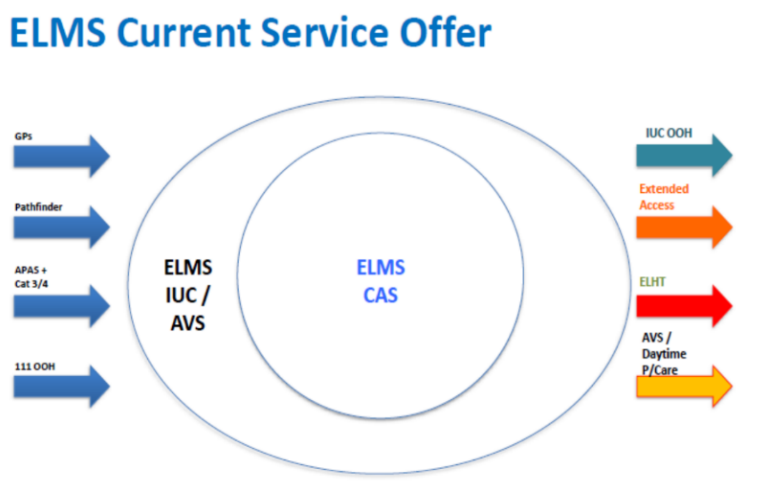 ELMS Current Service Offer
GPs
Pathfinder
APAS +
Cat 3/4
111 OOH
ELMS
IUC /
AVS
ELMS
CAS
IUC OOH
Extended
Access
ELHT
AVS /
Daytime
P/Care